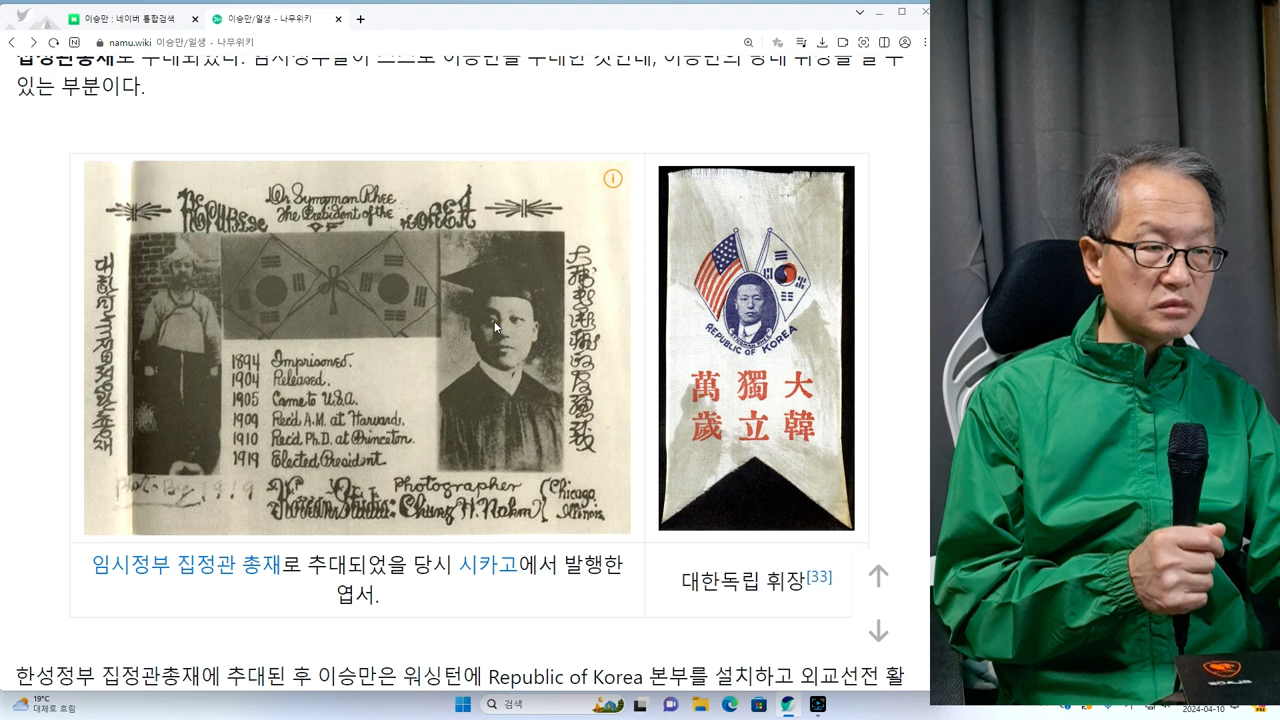 이승만 : 네이버 통합검색
이승만/일생 - 나무위키
namu.wiki 이승만/일생 - 나무위키
있는 부분이다.
Dr. Syngman Rhee
The President of the
REPUBLIC
KOREA
1894 Imprisoned.
1904 Released.
1905 Came to U.S.A.
1909 Rec'd A.M. at Harvard.
1910 Rec'd Ph.D. at Princeton.
1919 Elected President
Photographer
Chung H. Nahm
Chicago,
Illinois
REPUBLIC OF KOREA
萬 獨 大
歲 立 韓
임시정부 집정관 총재로 추대되었을 당시 시카고에서 발행한
엽서.
대한독립 휘장[33]
한성정부 집정관총재에 추대된 후 이승만은 워싱턴에 Republic of Korea 본부를 설치하고 외교선전 활
19°C
대체로 흐림
검색
2024-04-10